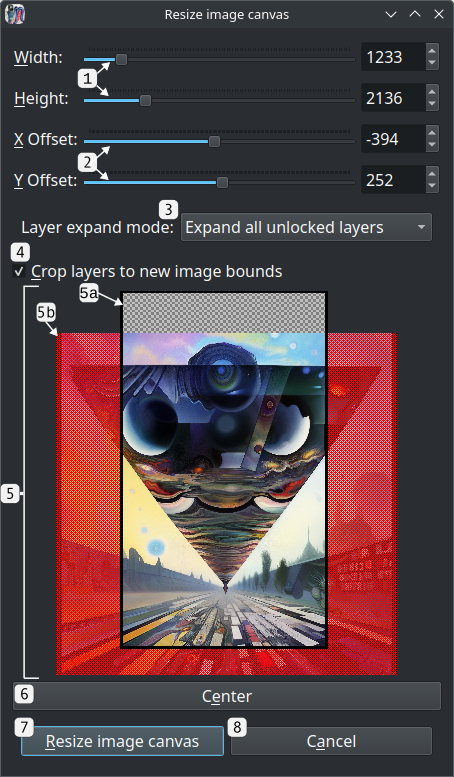 Resize image canvas
Width: 1233
1
Height: 2136
X Offset: -394
2
Y Offset: 252
3
Layer expand mode: Expand all unlocked layers
4
Crop layers to new image bounds
5a
5b
5
6 Center
7 8
Resize image canvas Cancel